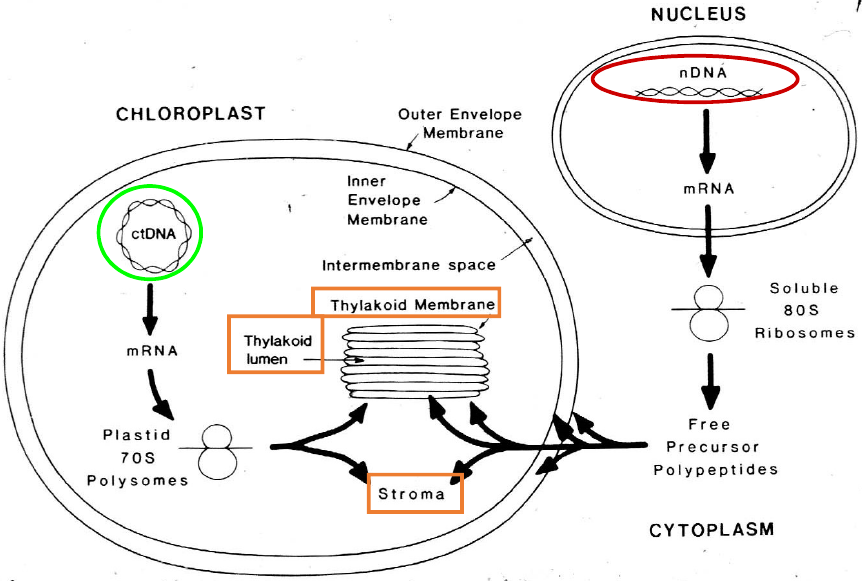 NUCLEUS
nDNA
mRNA
Soluble
80S
Ribosomes
Free
Precursor
Polypeptides
CYTOPLASM
CHLOROPLAST
Outer Envelope
Membrane
Inner
Envelope
Membrane
Intermembrane space
ctDNA
mRNA
Plastid
70S
Polysomes
Thylakoid Membrane
Thylakoid
lumen
Stroma